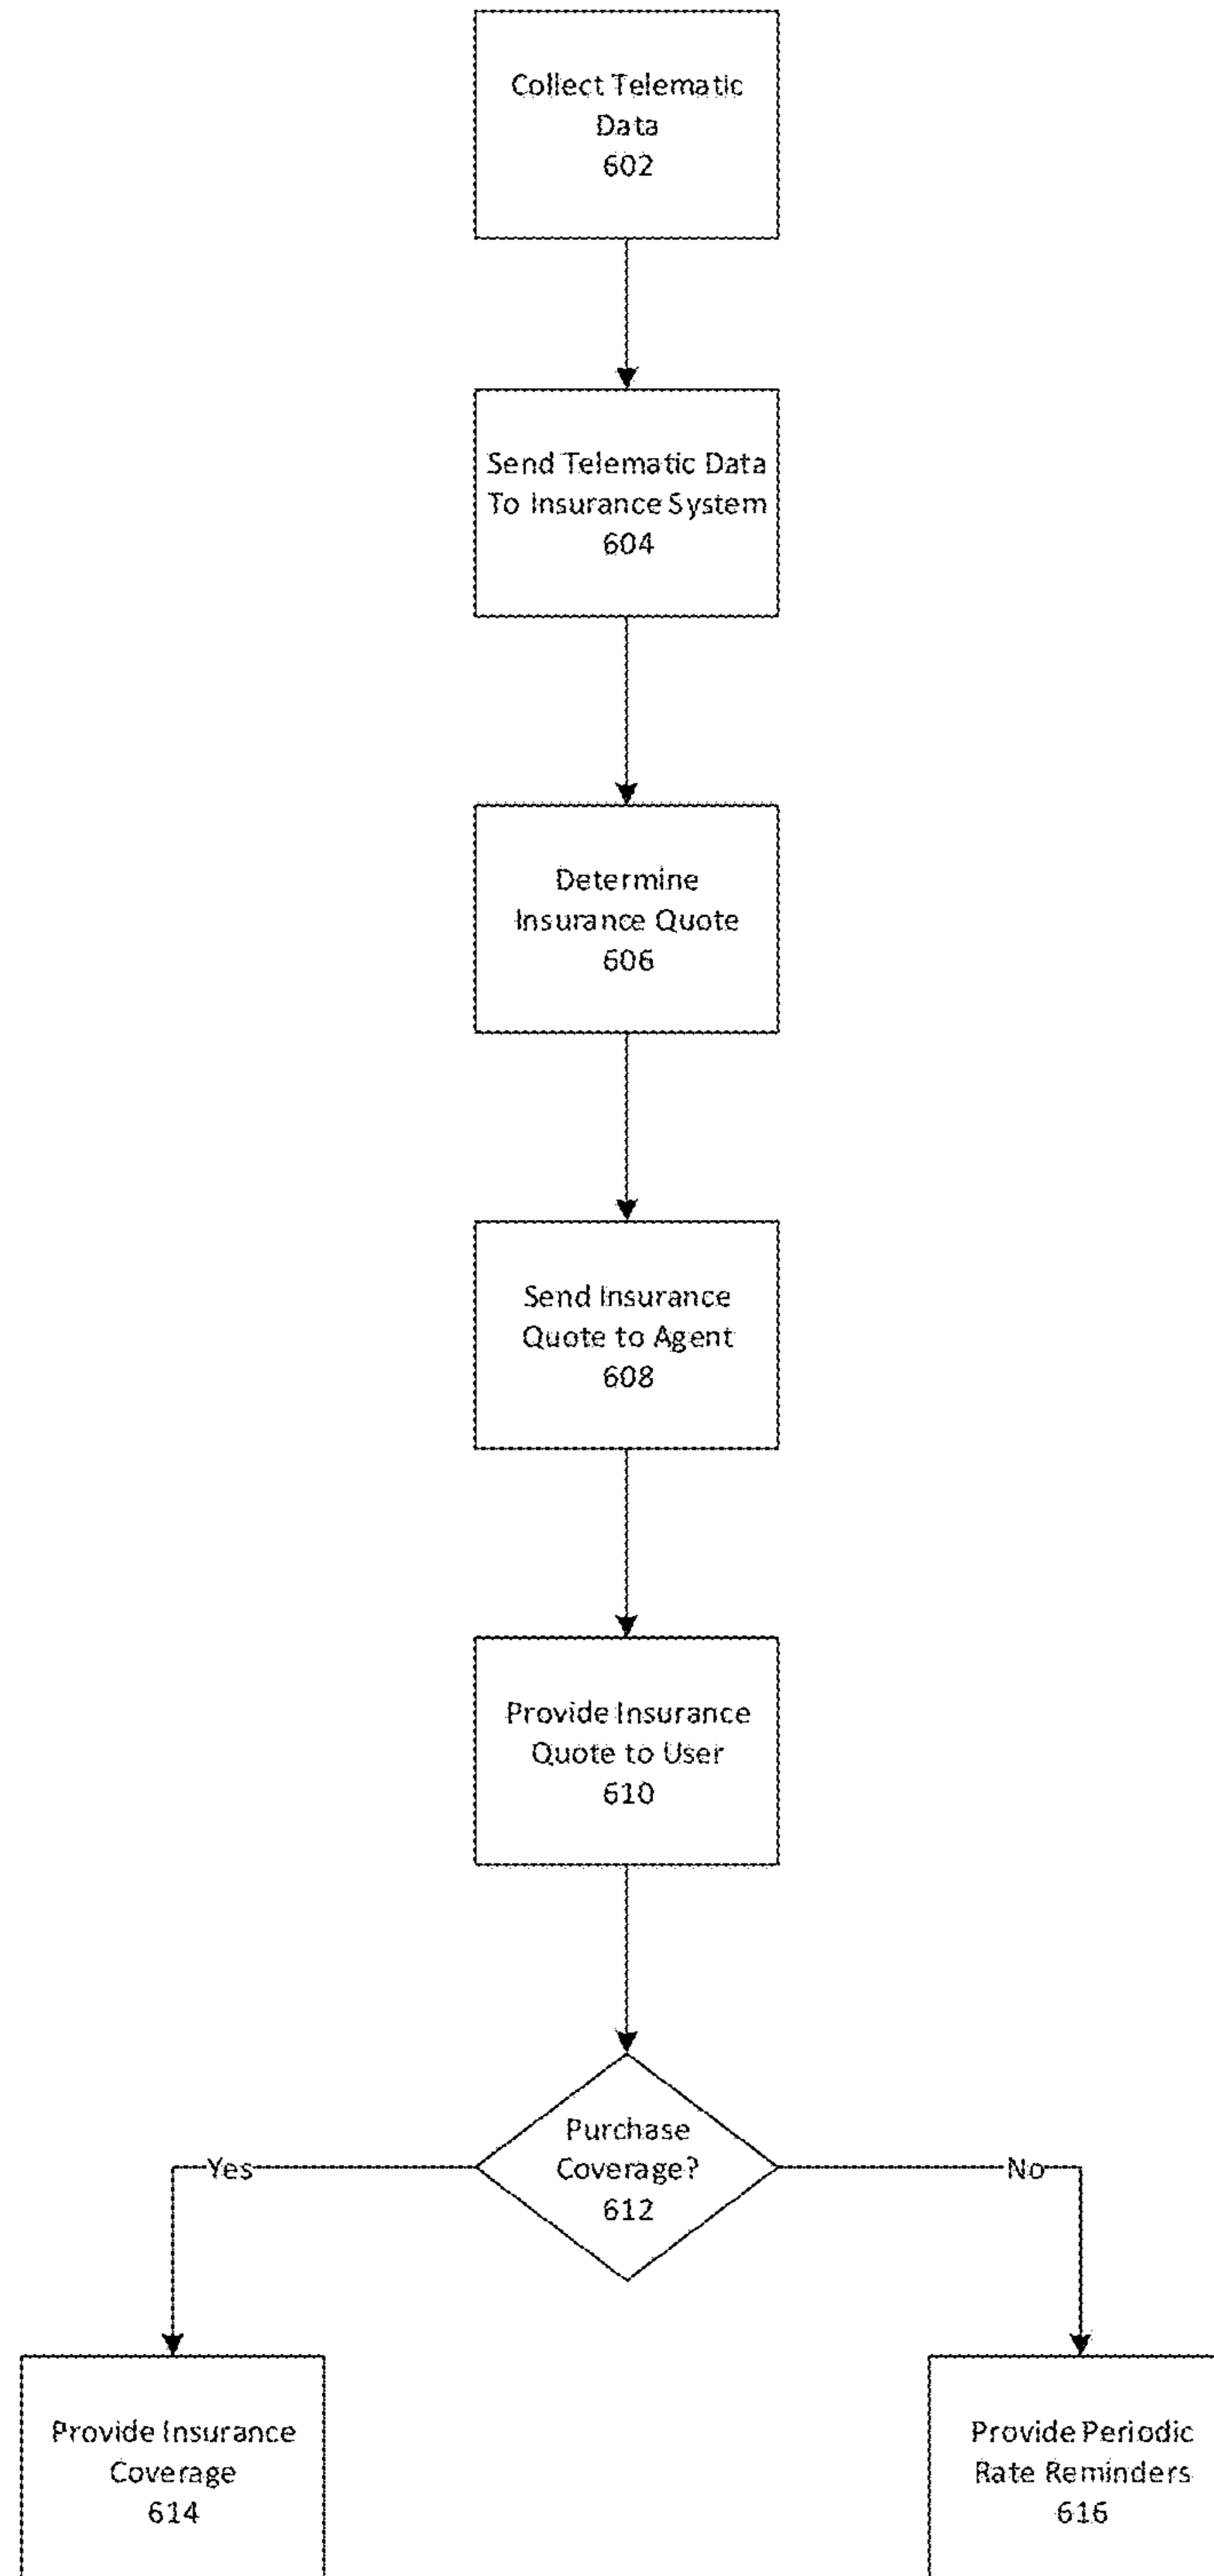 Collect Telematic
Data
602
Send Telematic Data
To Insurance System
604
Determine
Insurance Quote
606
Send Insurance
Quote to Agent
608
Provide Insurance
Quote to User
610
Purchase
Coverage?
612
Yes
No
Provide Insurance
Coverage
614
Provide Periodic
Rate Reminders
616